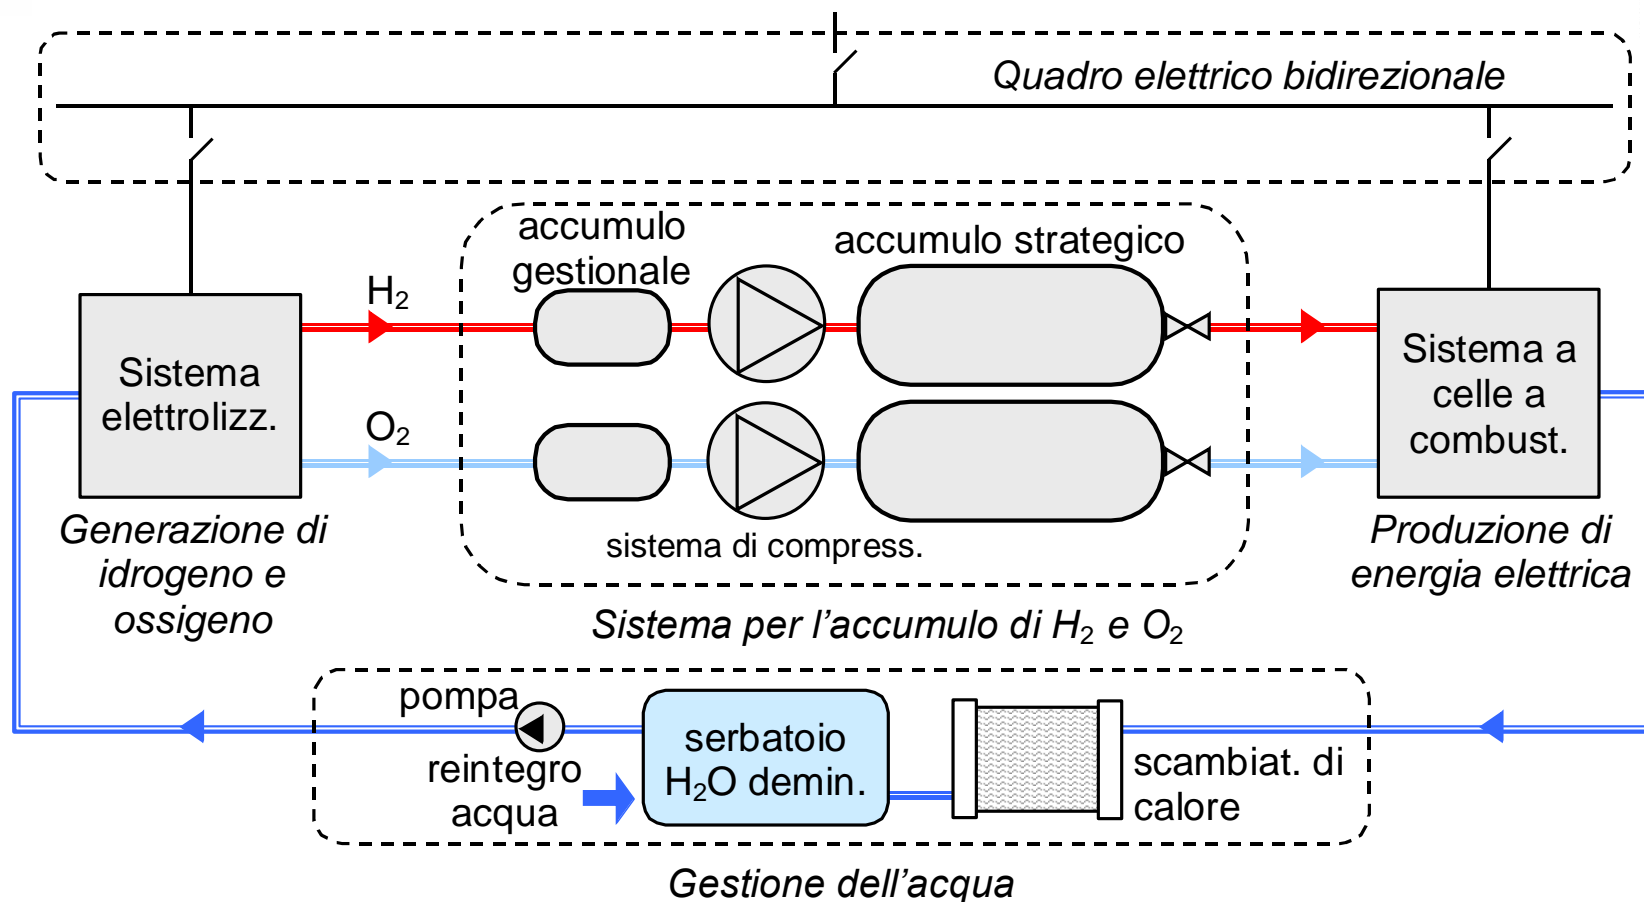 Quadro elettrico bidirezionale
accumulo
gestionale
accumulo strategico
H₂
Sistema
elettrolizz.
O₂
Sistema a
celle a
combust.
Generazione di
idrogeno e
ossigeno
sistema di compress.
Produzione di
energia elettrica
Sistema per l'accumulo di H₂ e O₂
pompa
reintegro
acqua
serbatoio
H₂O demin.
scambiat. di
calore
Gestione dell'acqua